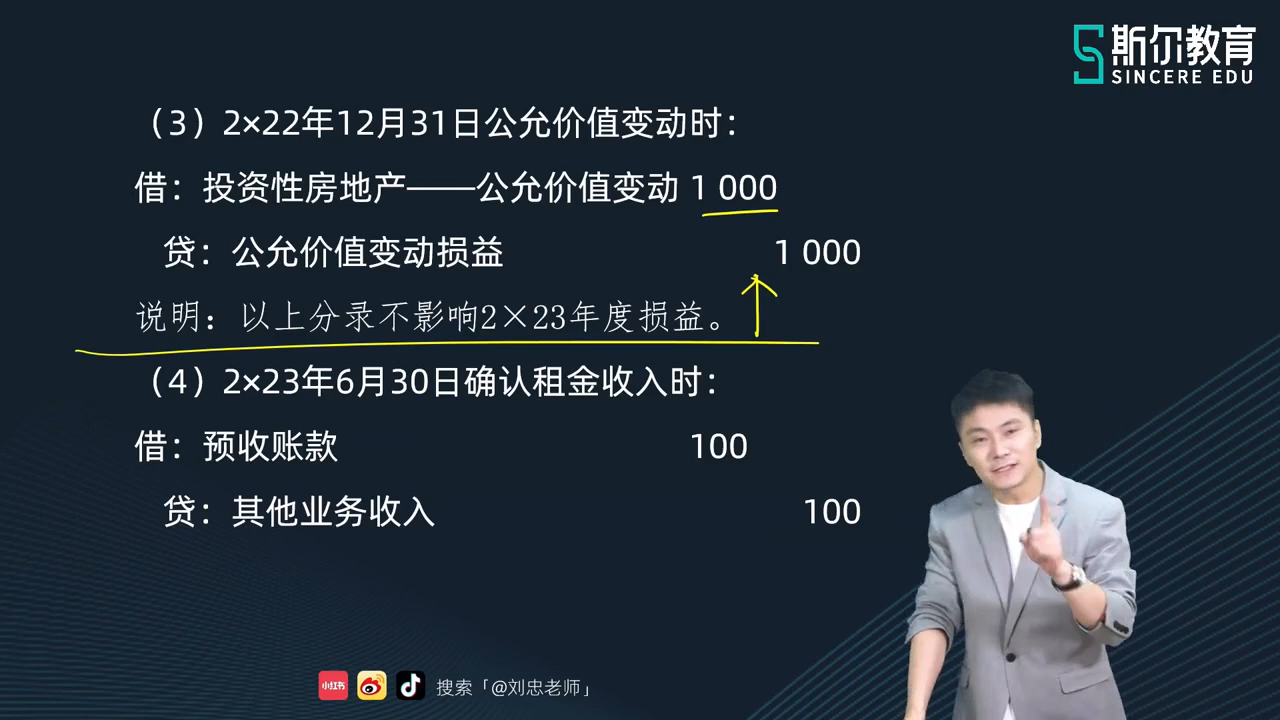 斯尔教育
SINCERE EDU
（3）2×22年12月31日公允价值变动时：
借：投资性房地产——公允价值变动 1 000
贷：公允价值变动损益 1 000
说明：以上分录不影响2×23年度损益。
（4）2×23年6月30日确认租金收入时：
借：预收账款 100
贷：其他业务收入 100
小红书 搜索「@刘忠老师」